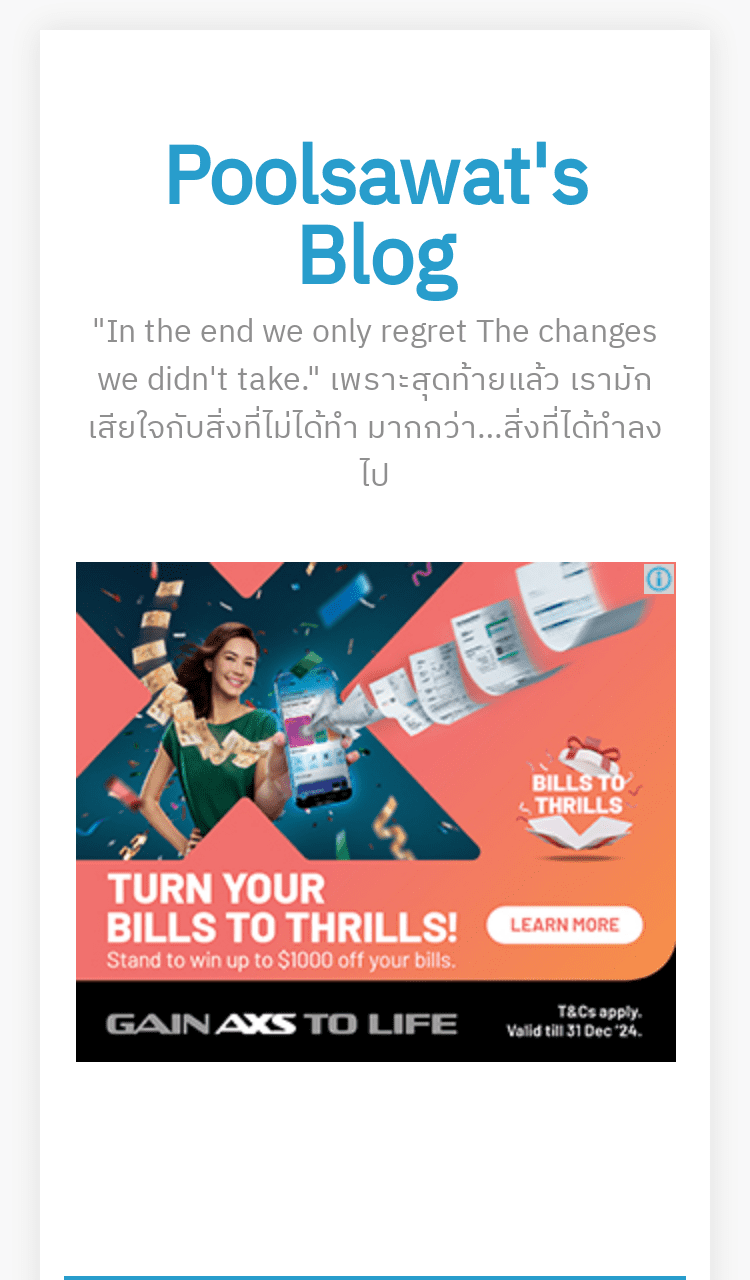 Poolsawat's
Blog
"In the end we only regret The changes
we didn't take." เพราะสุดท้ายแล้ว เรามัก
เสียใจกับสิ่งที่ไม่ได้ทำ มากกว่า...สิ่งที่ได้ทำลง
ไป
BILLS TO
THRILLS
TURN YOUR
BILLS TO THRILLS!
Stand to win up to $1000 off your bills.
LEARN MORE
GAIN AXS TO LIFE
T&Cs apply.
Valid till 31 Dec '24.